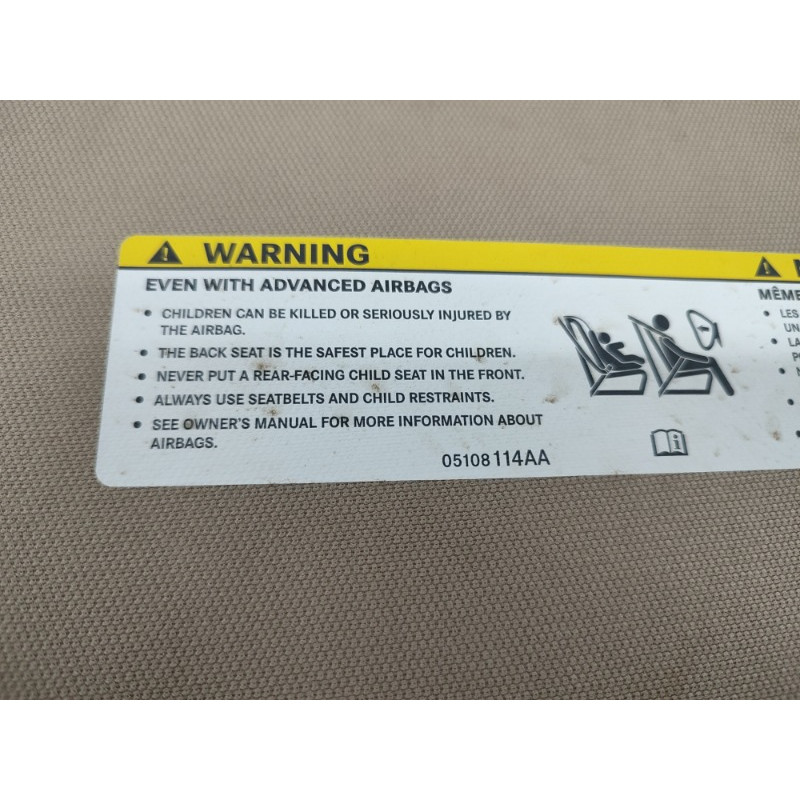 WARNING
EVEN WITH ADVANCED AIRBAGS
• CHILDREN CAN BE KILLED OR SERIOUSLY INJURED BY
THE AIRBAG.
• THE BACK SEAT IS THE SAFEST PLACE FOR CHILDREN.
• NEVER PUT A REAR-FACING CHILD SEAT IN THE FRONT.
• ALWAYS USE SEATBELTS AND CHILD RESTRAINTS.
• SEE OWNER'S MANUAL FOR MORE INFORMATION ABOUT
AIRBAGS.
05108114AA
MÊME
• LES
UN
• LA